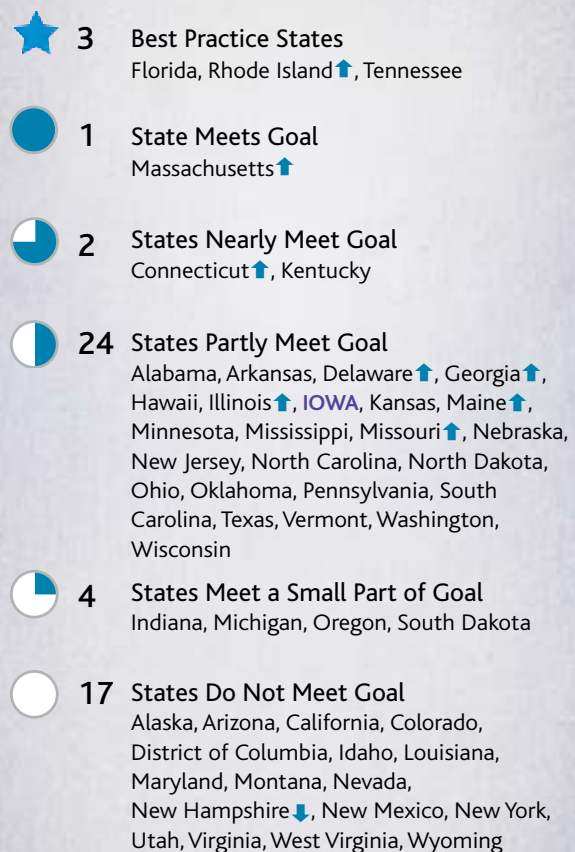 3 Best Practice States
Florida, Rhode Island⬆, Tennessee
1 State Meets Goal
Massachusetts⬆
2 States Nearly Meet Goal
Connecticut⬆, Kentucky
24 States Partly Meet Goal
Alabama, Arkansas, Delaware⬆, Georgia⬆,
Hawaii, Illinois⬆, IOWA, Kansas, Maine⬆,
Minnesota, Mississippi, Missouri⬆, Nebraska,
New Jersey, North Carolina, North Dakota,
Ohio, Oklahoma, Pennsylvania, South
Carolina, Texas, Vermont, Washington,
Wisconsin
4 States Meet a Small Part of Goal
Indiana, Michigan, Oregon, South Dakota
17 States Do Not Meet Goal
Alaska, Arizona, California, Colorado,
District of Columbia, Idaho, Louisiana,
Maryland, Montana, Nevada,
New Hampshire⬇, New Mexico, New York,
Utah, Virginia, West Virginia, Wyoming